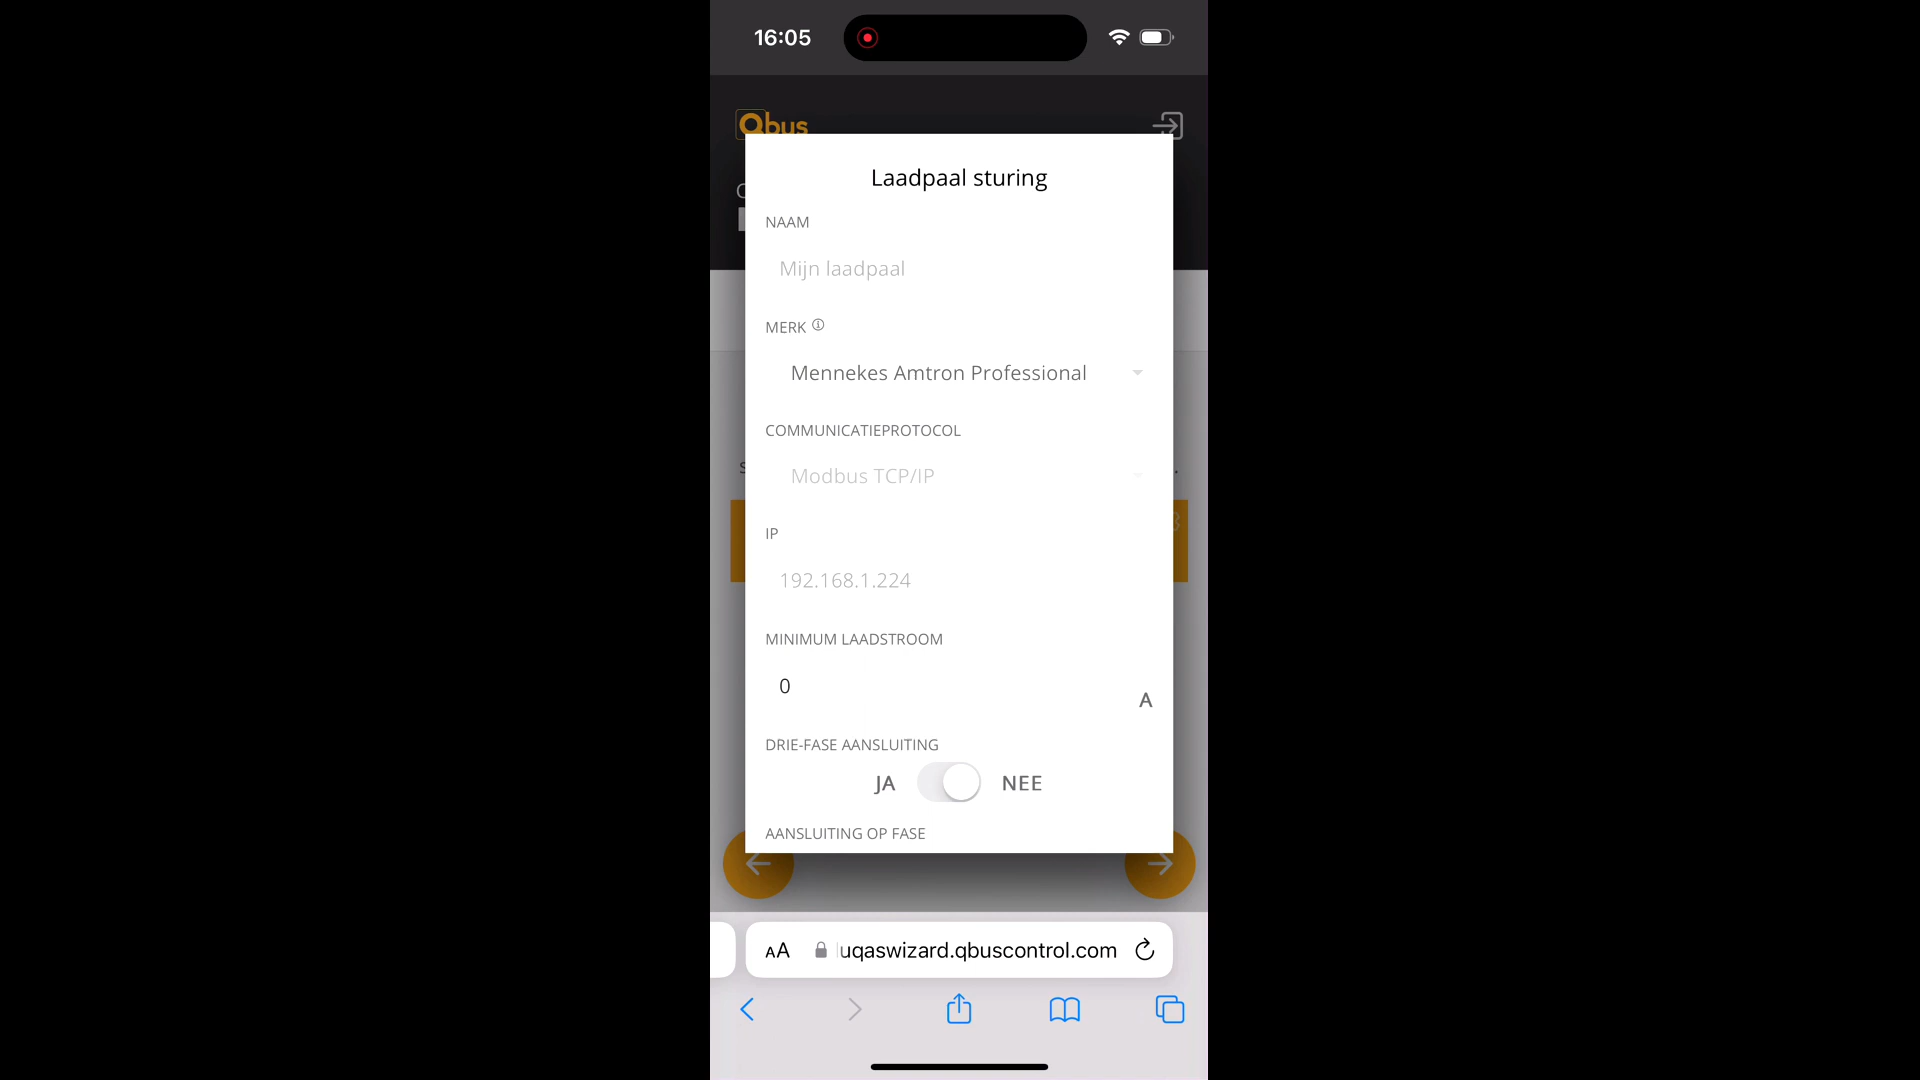 16:05
Qbus
Laadpaal sturing
NAAM
Mijn laadpaal
MERK
Mennekes Amtron Professional
COMMUNICATIEPROTOCOL
Modbus TCP/IP
IP
192.168.1.224
MINIMUM LAADSTROOM
0
A
DRIE-FASE AANSLUITING
JA NEE
AANSLUITING OP FASE
AA uqaswizard.qbuscontrol.com